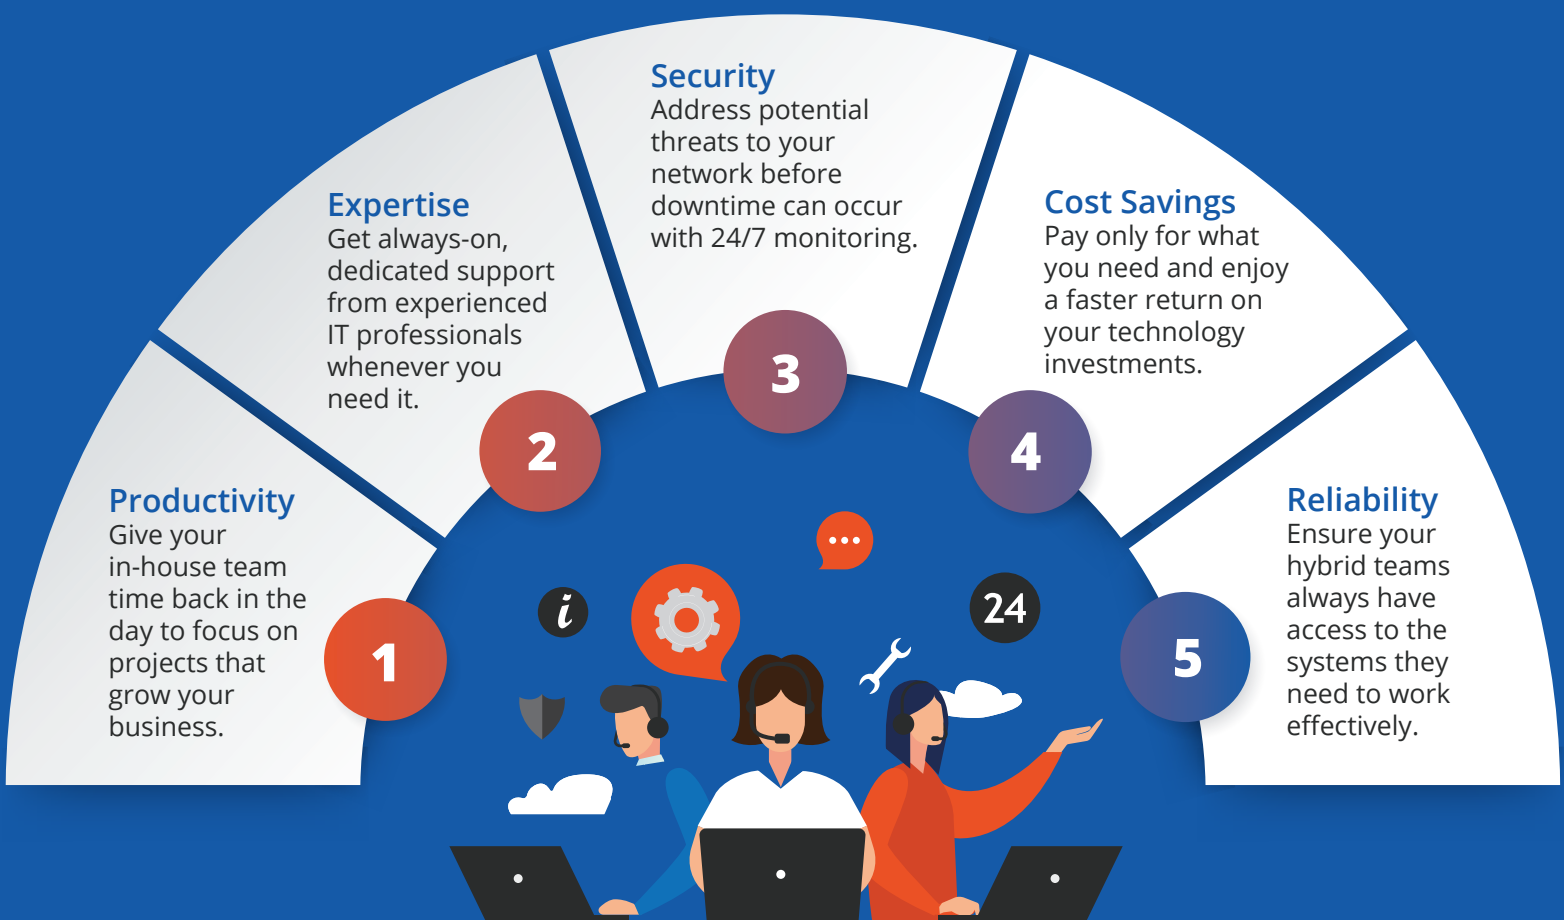 Productivity
Give your
in-house team
time back in the
day to focus on
projects that
grow your
business.
1
Expertise
Get always-on,
dedicated support
from experienced
IT professionals
whenever you
need it.
2
Security
Address potential
threats to your
network before
downtime can occur
with 24/7 monitoring.
3
Cost Savings
Pay only for what
you need and enjoy
a faster return on
your technology
investments.
4
Reliability
Ensure your
hybrid teams
always have
access to the
systems they
need to work
effectively.
5
i
24